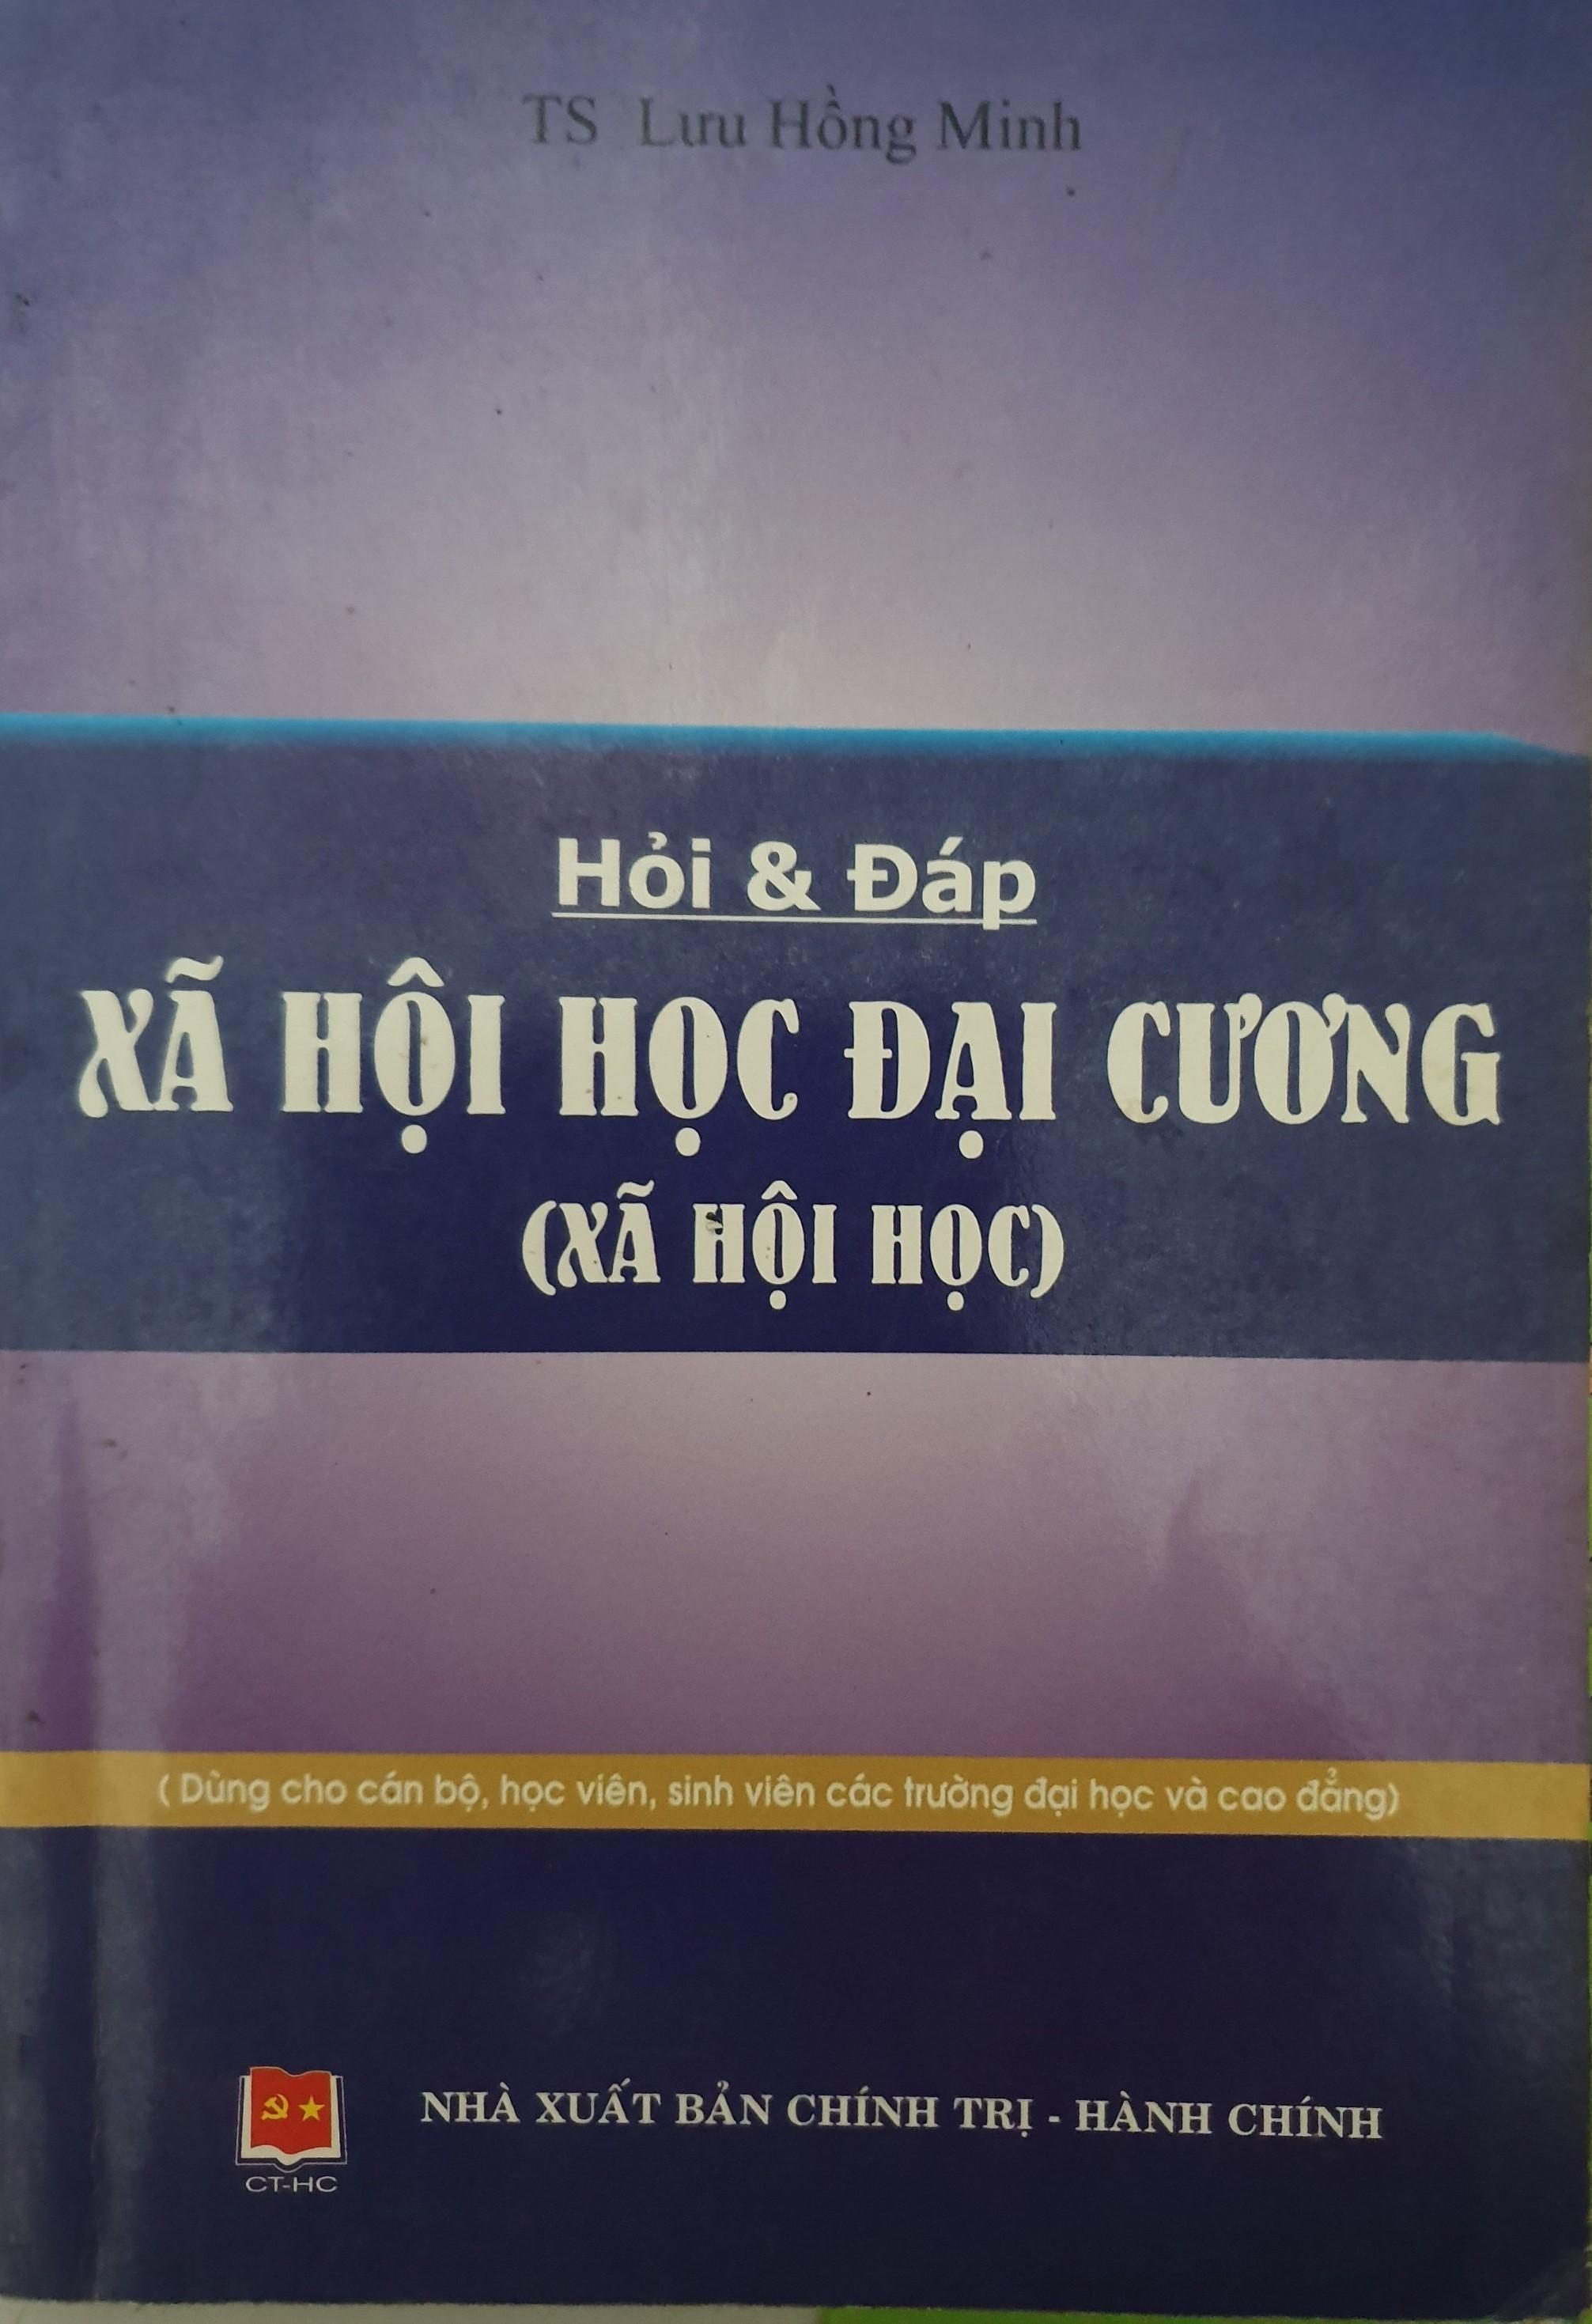 TS Lưu Hồng Minh
Hỏi & Đáp
XÃ HỘI HỌC ĐẠI CƯƠNG
(XÃ HỘI HỌC)
( Dùng cho cán bộ, học viên, sinh viên các trường đại học và cao đẳng)
NHÀ XUẤT BẢN CHÍNH TRỊ - HÀNH CHÍNH
CT-HC